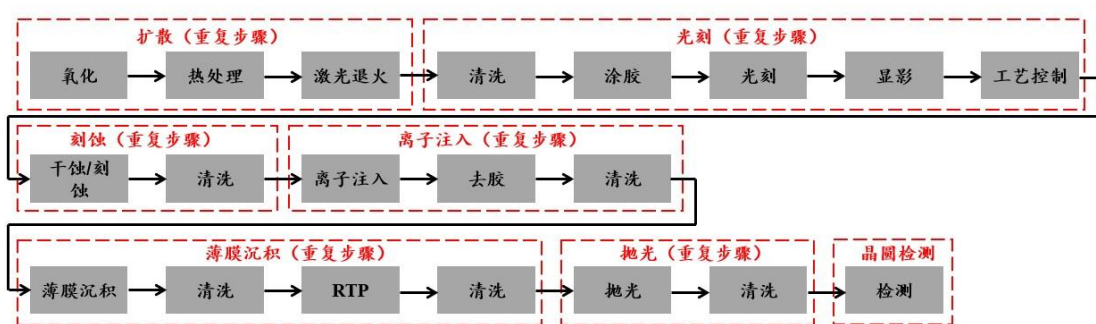 扩散（重复步骤）
氧化
热处理
激光退火
光刻（重复步骤）
清洗
涂胶
光刻
显影
工艺控制
刻蚀（重复步骤）
干蚀/刻
蚀
清洗
离子注入（重复步骤）
离子注入
去胶
清洗
薄膜沉积（重复步骤）
薄膜沉积
清洗
RTP
清洗
抛光（重复步骤）
抛光
清洗
晶圆检测
检测